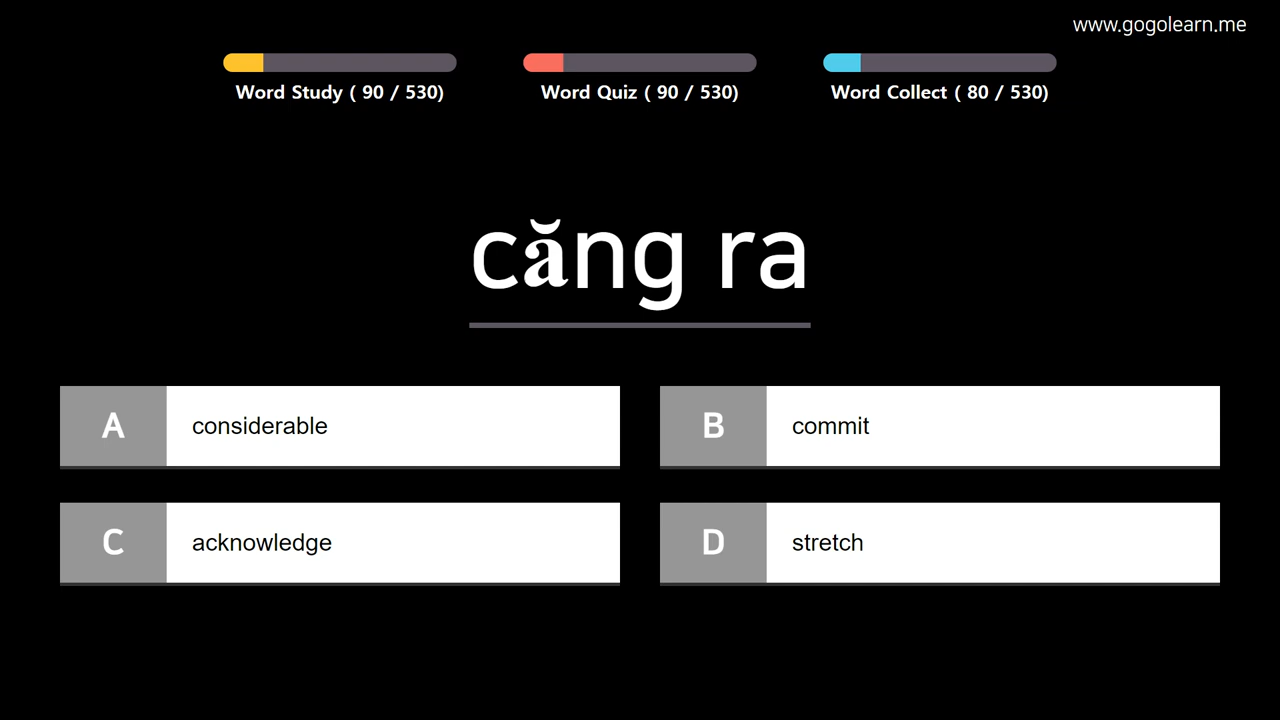 www.gogolearn.me
Word Study ( 90 / 530)
Word Quiz ( 90 / 530)
Word Collect ( 80 / 530)
căng ra
A considerable
B commit
C acknowledge
D stretch